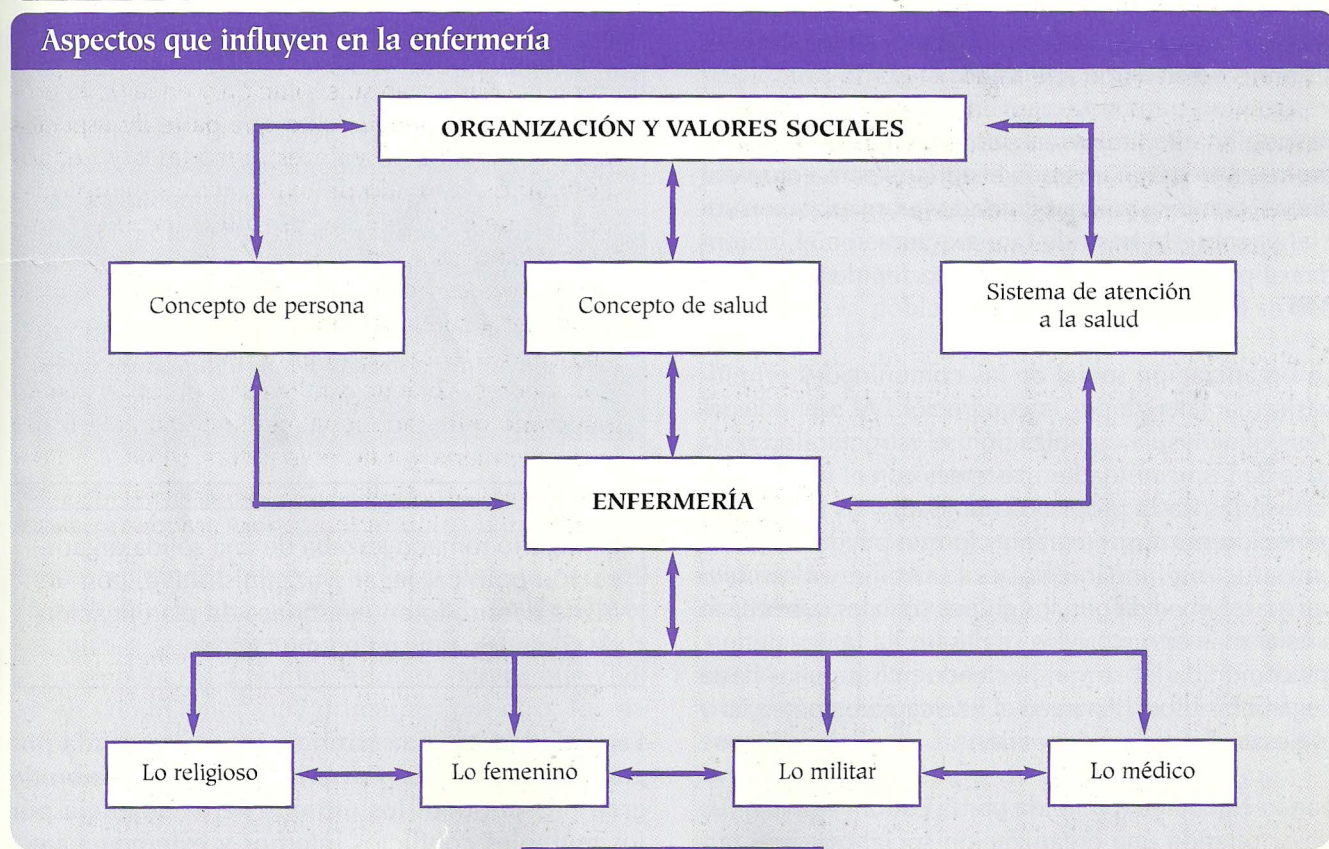 Aspectos que influyen en la enfermería
ORGANIZACIÓN Y VALORES SOCIALES
Concepto de persona
Concepto de salud
Sistema de atención
a la salud
ENFERMERÍA
Lo religioso
Lo femenino
Lo militar
Lo médico